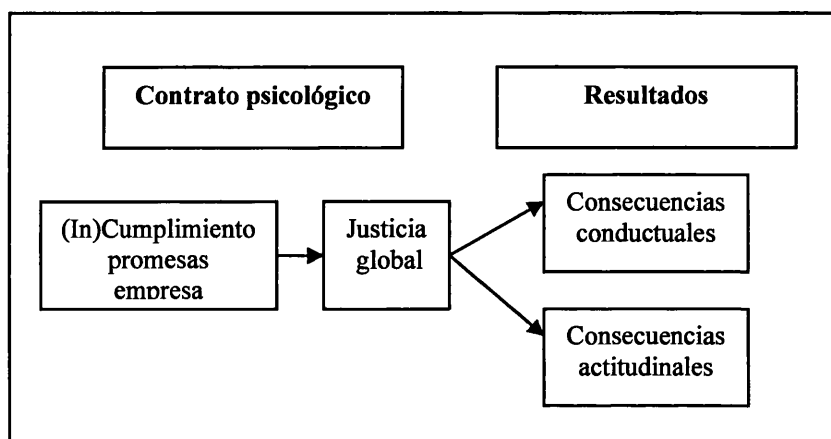 Contrato psicológico
Resultados
(In)Cumplimiento
promesas
empresa
Justicia
global
Consecuencias
conductuales
Consecuencias
actitudinales